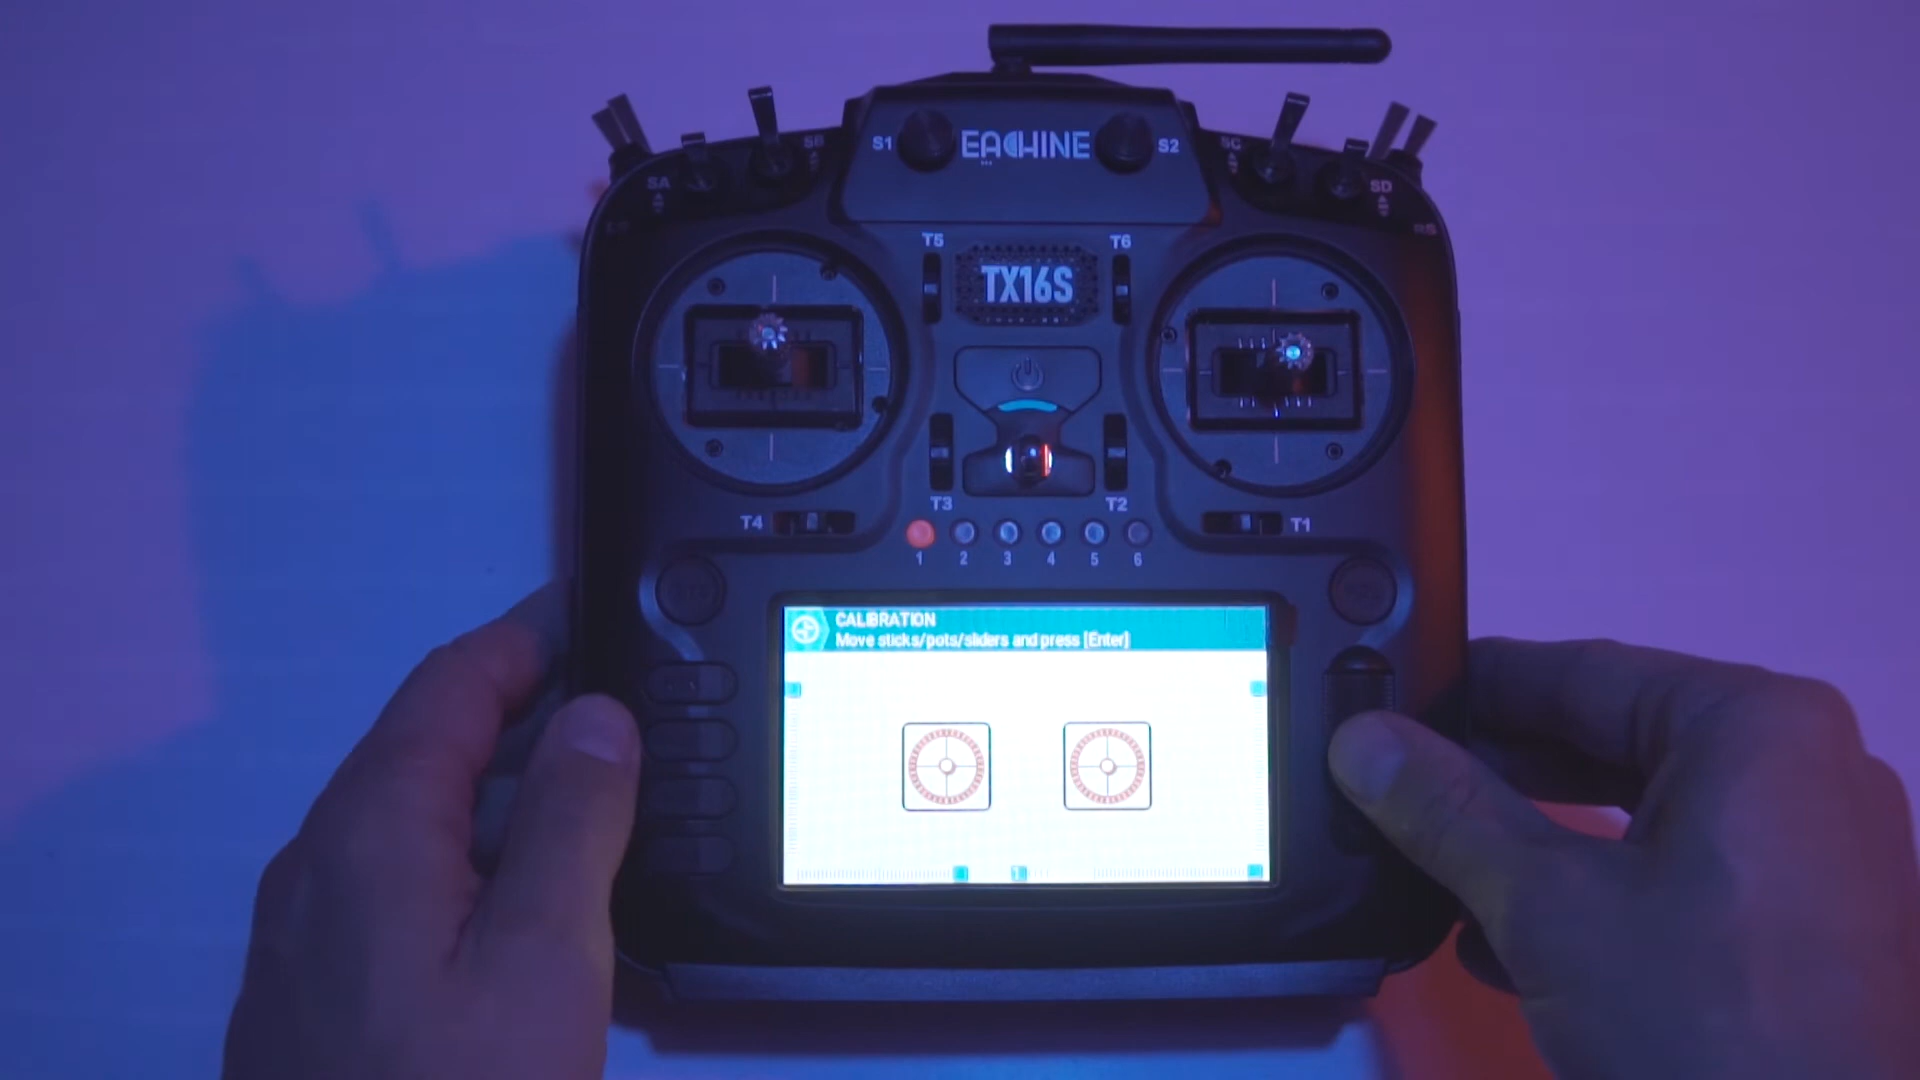 S1
EACHINE
S2
SA
SB
SC
SD
T5
TX16S
T6
T3
T2
T4
T1
1 2 3 4 5 6
CALIBRATION
Move sticks/pots/sliders and press [Enter]